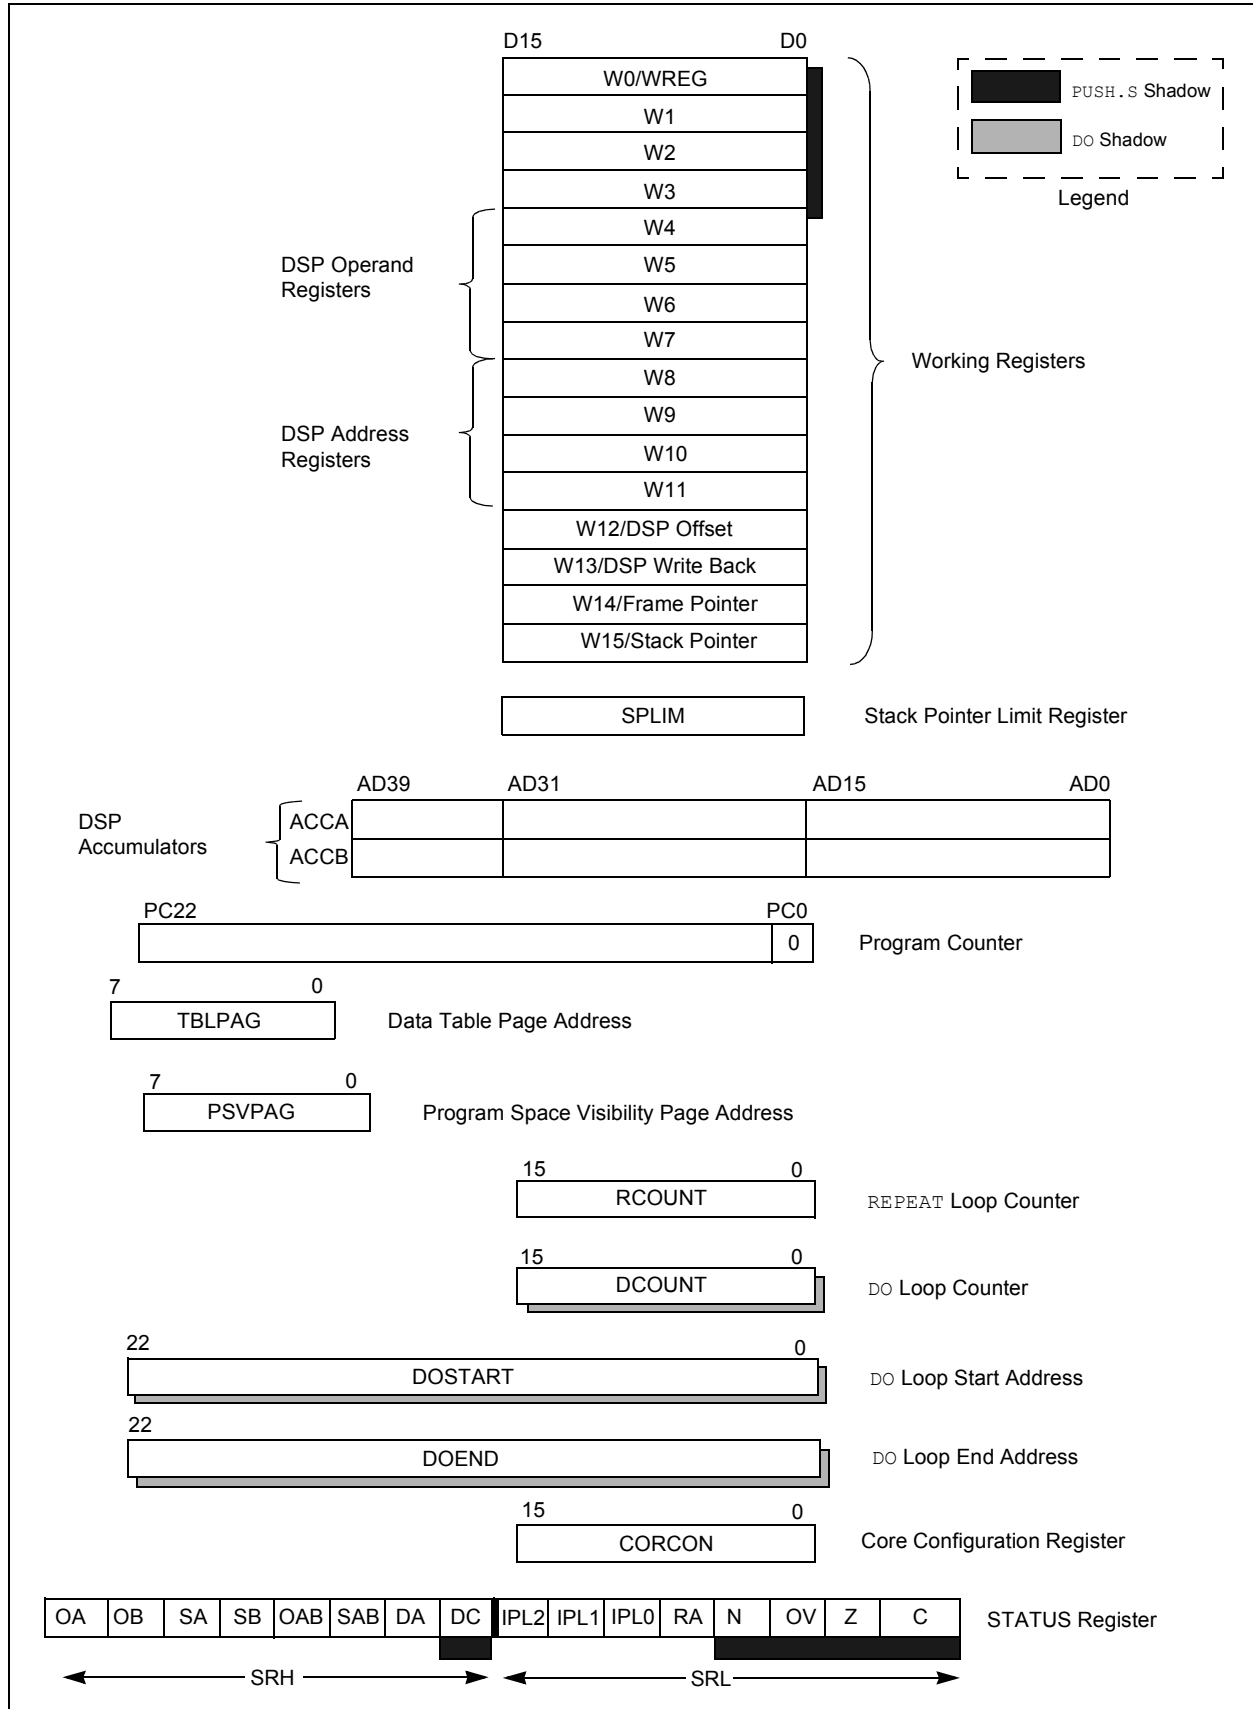 D15 D0
W0/WREG
W1
W2
W3
W4
W5
W6
W7
W8
W9
W10
W11
W12/DSP Offset
W13/DSP Write Back
W14/Frame Pointer
W15/Stack Pointer
PUSH.S Shadow
DO Shadow
Legend
DSP Operand
Registers
DSP Address
Registers
Working Registers
SPLIM Stack Pointer Limit Register
AD39 AD31 AD15 AD0
DSP
Accumulators
ACCA
ACCB
PC22 PC0
0 Program Counter
7 0
TBLPAG Data Table Page Address
7 0
PSVPAG Program Space Visibility Page Address
15 0
RCOUNT REPEAT Loop Counter
15 0
DCOUNT DO Loop Counter
22 0
DOSTART DO Loop Start Address
22
DOEND DO Loop End Address
15 0
CORCON Core Configuration Register
OA OB SA SB OAB SAB DA DC IPL2 IPL1 IPL0 RA N OV Z C STATUS Register
SRH SRL